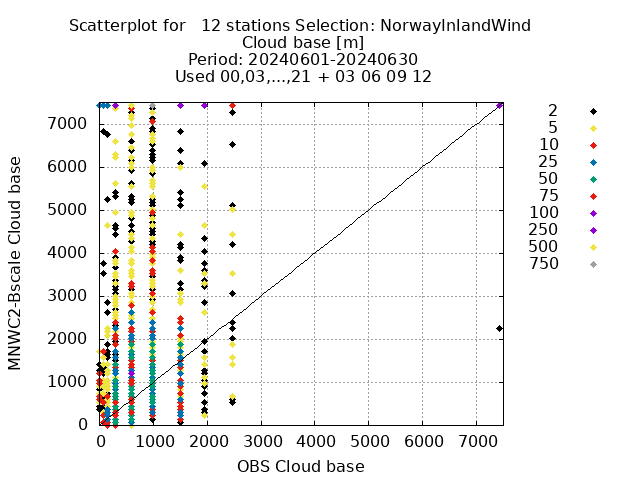 Scatterplot for   12 stations Selection: NorwayInlandWind
Cloud base [m]
Period: 20240601-20240630
Used 00,03,...,21 + 03 06 09 12
MNWC2-Bscale Cloud base
7000
6000
5000
4000
3000
2000
1000
0
0 1000 2000 3000 4000 5000 6000 7000
OBS Cloud base
2
5
10
25
50
75
100
250
500
750